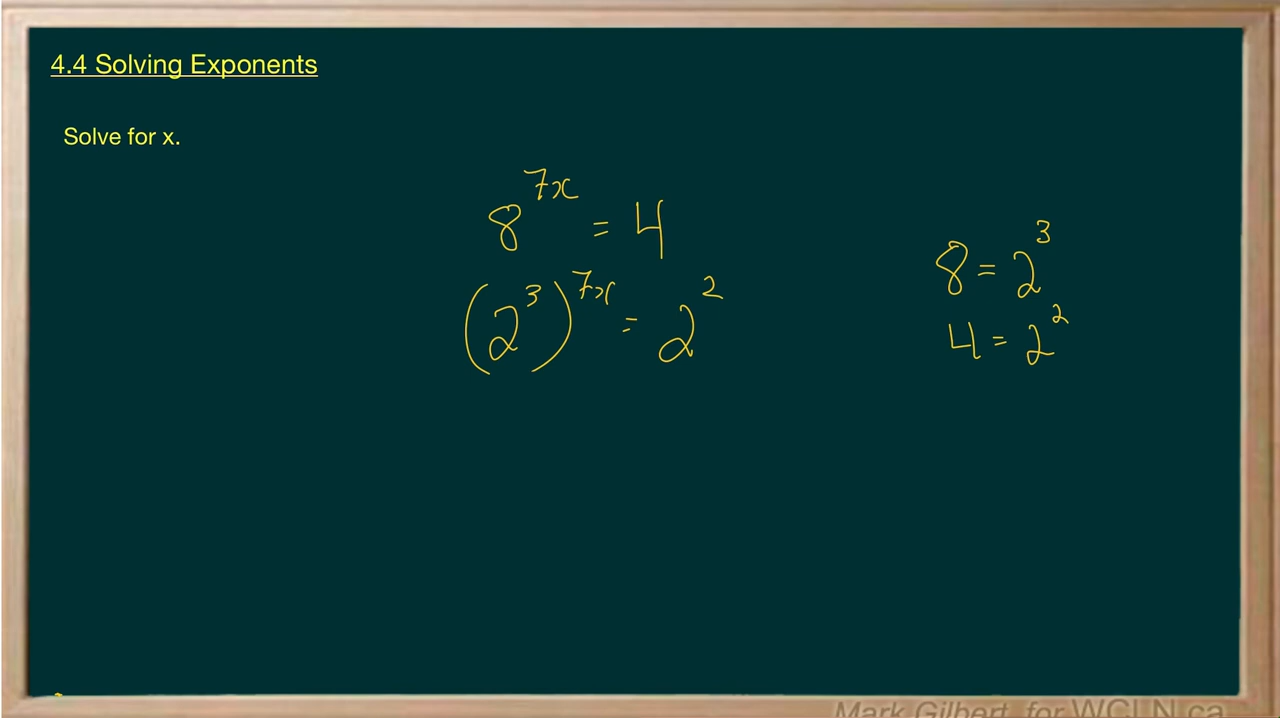 4.4 Solving Exponents
Solve for x.
8^{7x} = 4
(2^3)^{7x} = 2^2
8 = 2^3
4 = 2^2
Mark Gilbert for WCLN.ca